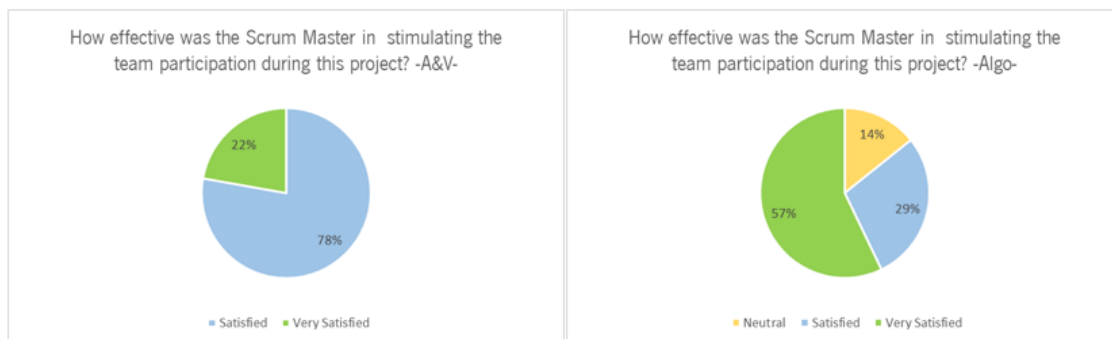 How effective was the Scrum Master in  stimulating the
team participation during this project? -A&V-
22%
78%
Satisfied
Very Satisfied
How effective was the Scrum Master in  stimulating the
team participation during this project? -Algo-
14%
29%
57%
Neutral
Satisfied
Very Satisfied